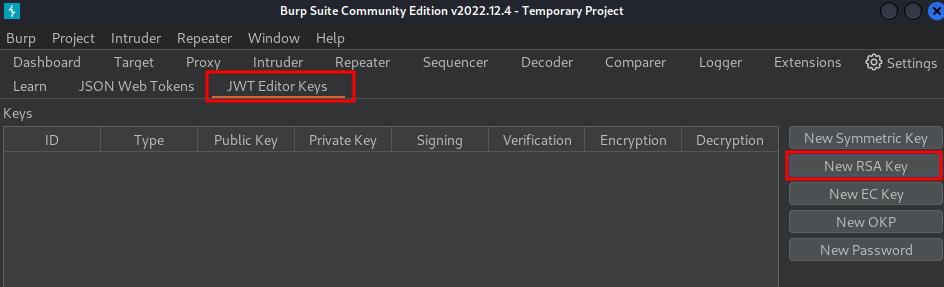 Burp Suite Community Edition v2022.12.4 - Temporary Project
Burp Project Intruder Repeater Window Help
Dashboard Target Proxy Intruder Repeater Sequencer Decoder Comparer Logger Extensions Settings
Learn JSON Web Tokens JWT Editor Keys
Keys
ID Type Public Key Private Key Signing Verification Encryption Decryption
New Symmetric Key
New RSA Key
New EC Key
New OKP
New Password